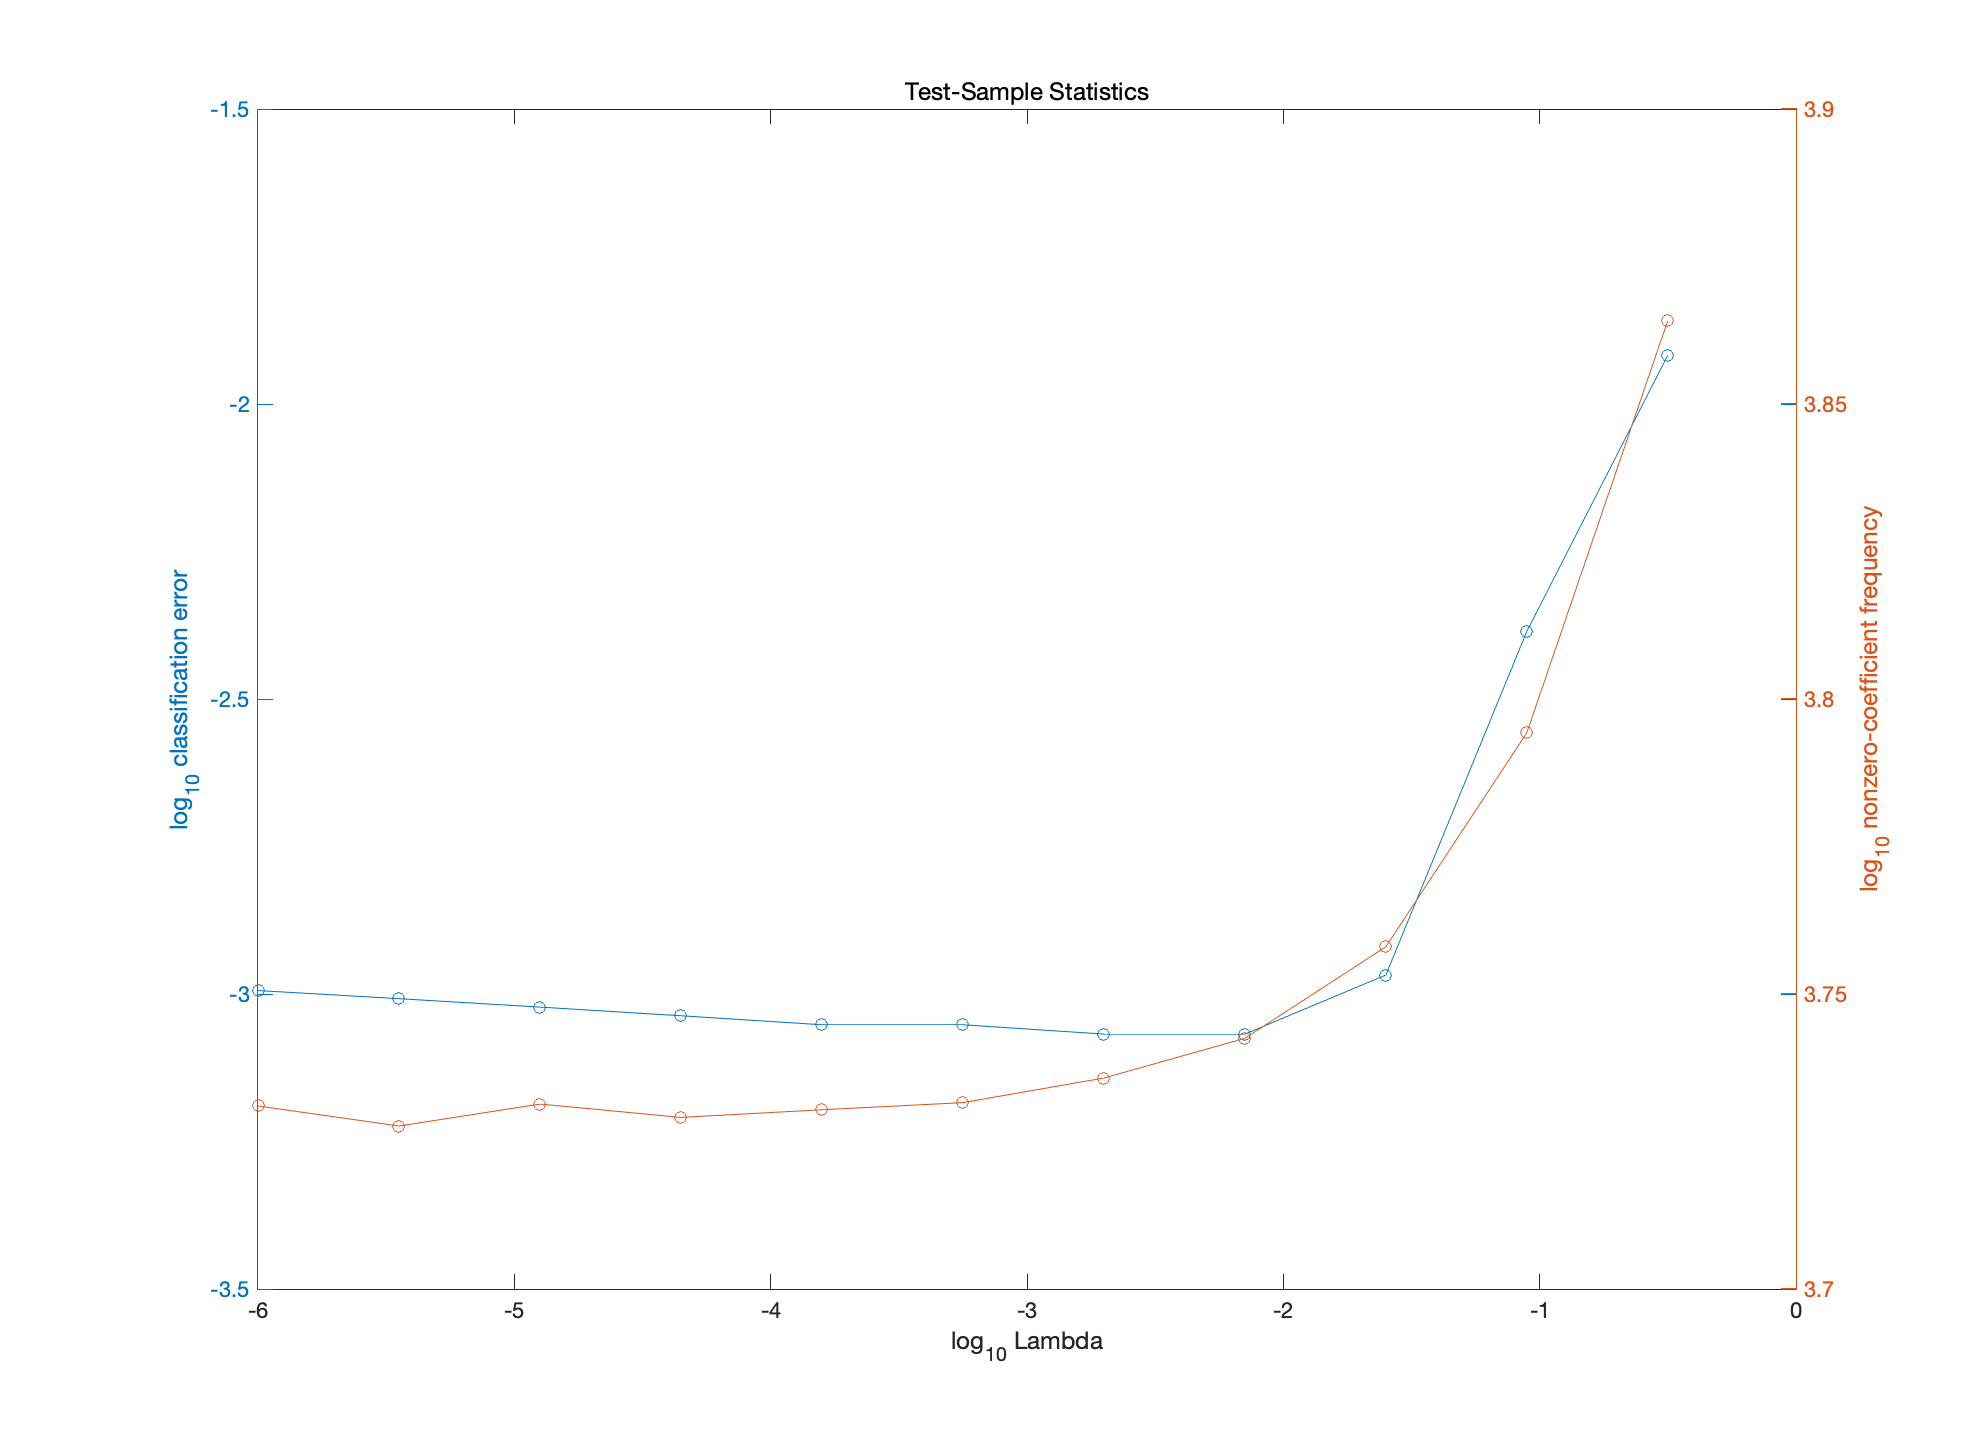 Test-Sample Statistics
-1.5
-2
-2.5
-3
-3.5
log10 classification error
3.9
3.85
3.8
3.75
3.7
log10 nonzero-coefficient frequency
-6 -5 -4 -3 -2 -1 0
log10 Lambda